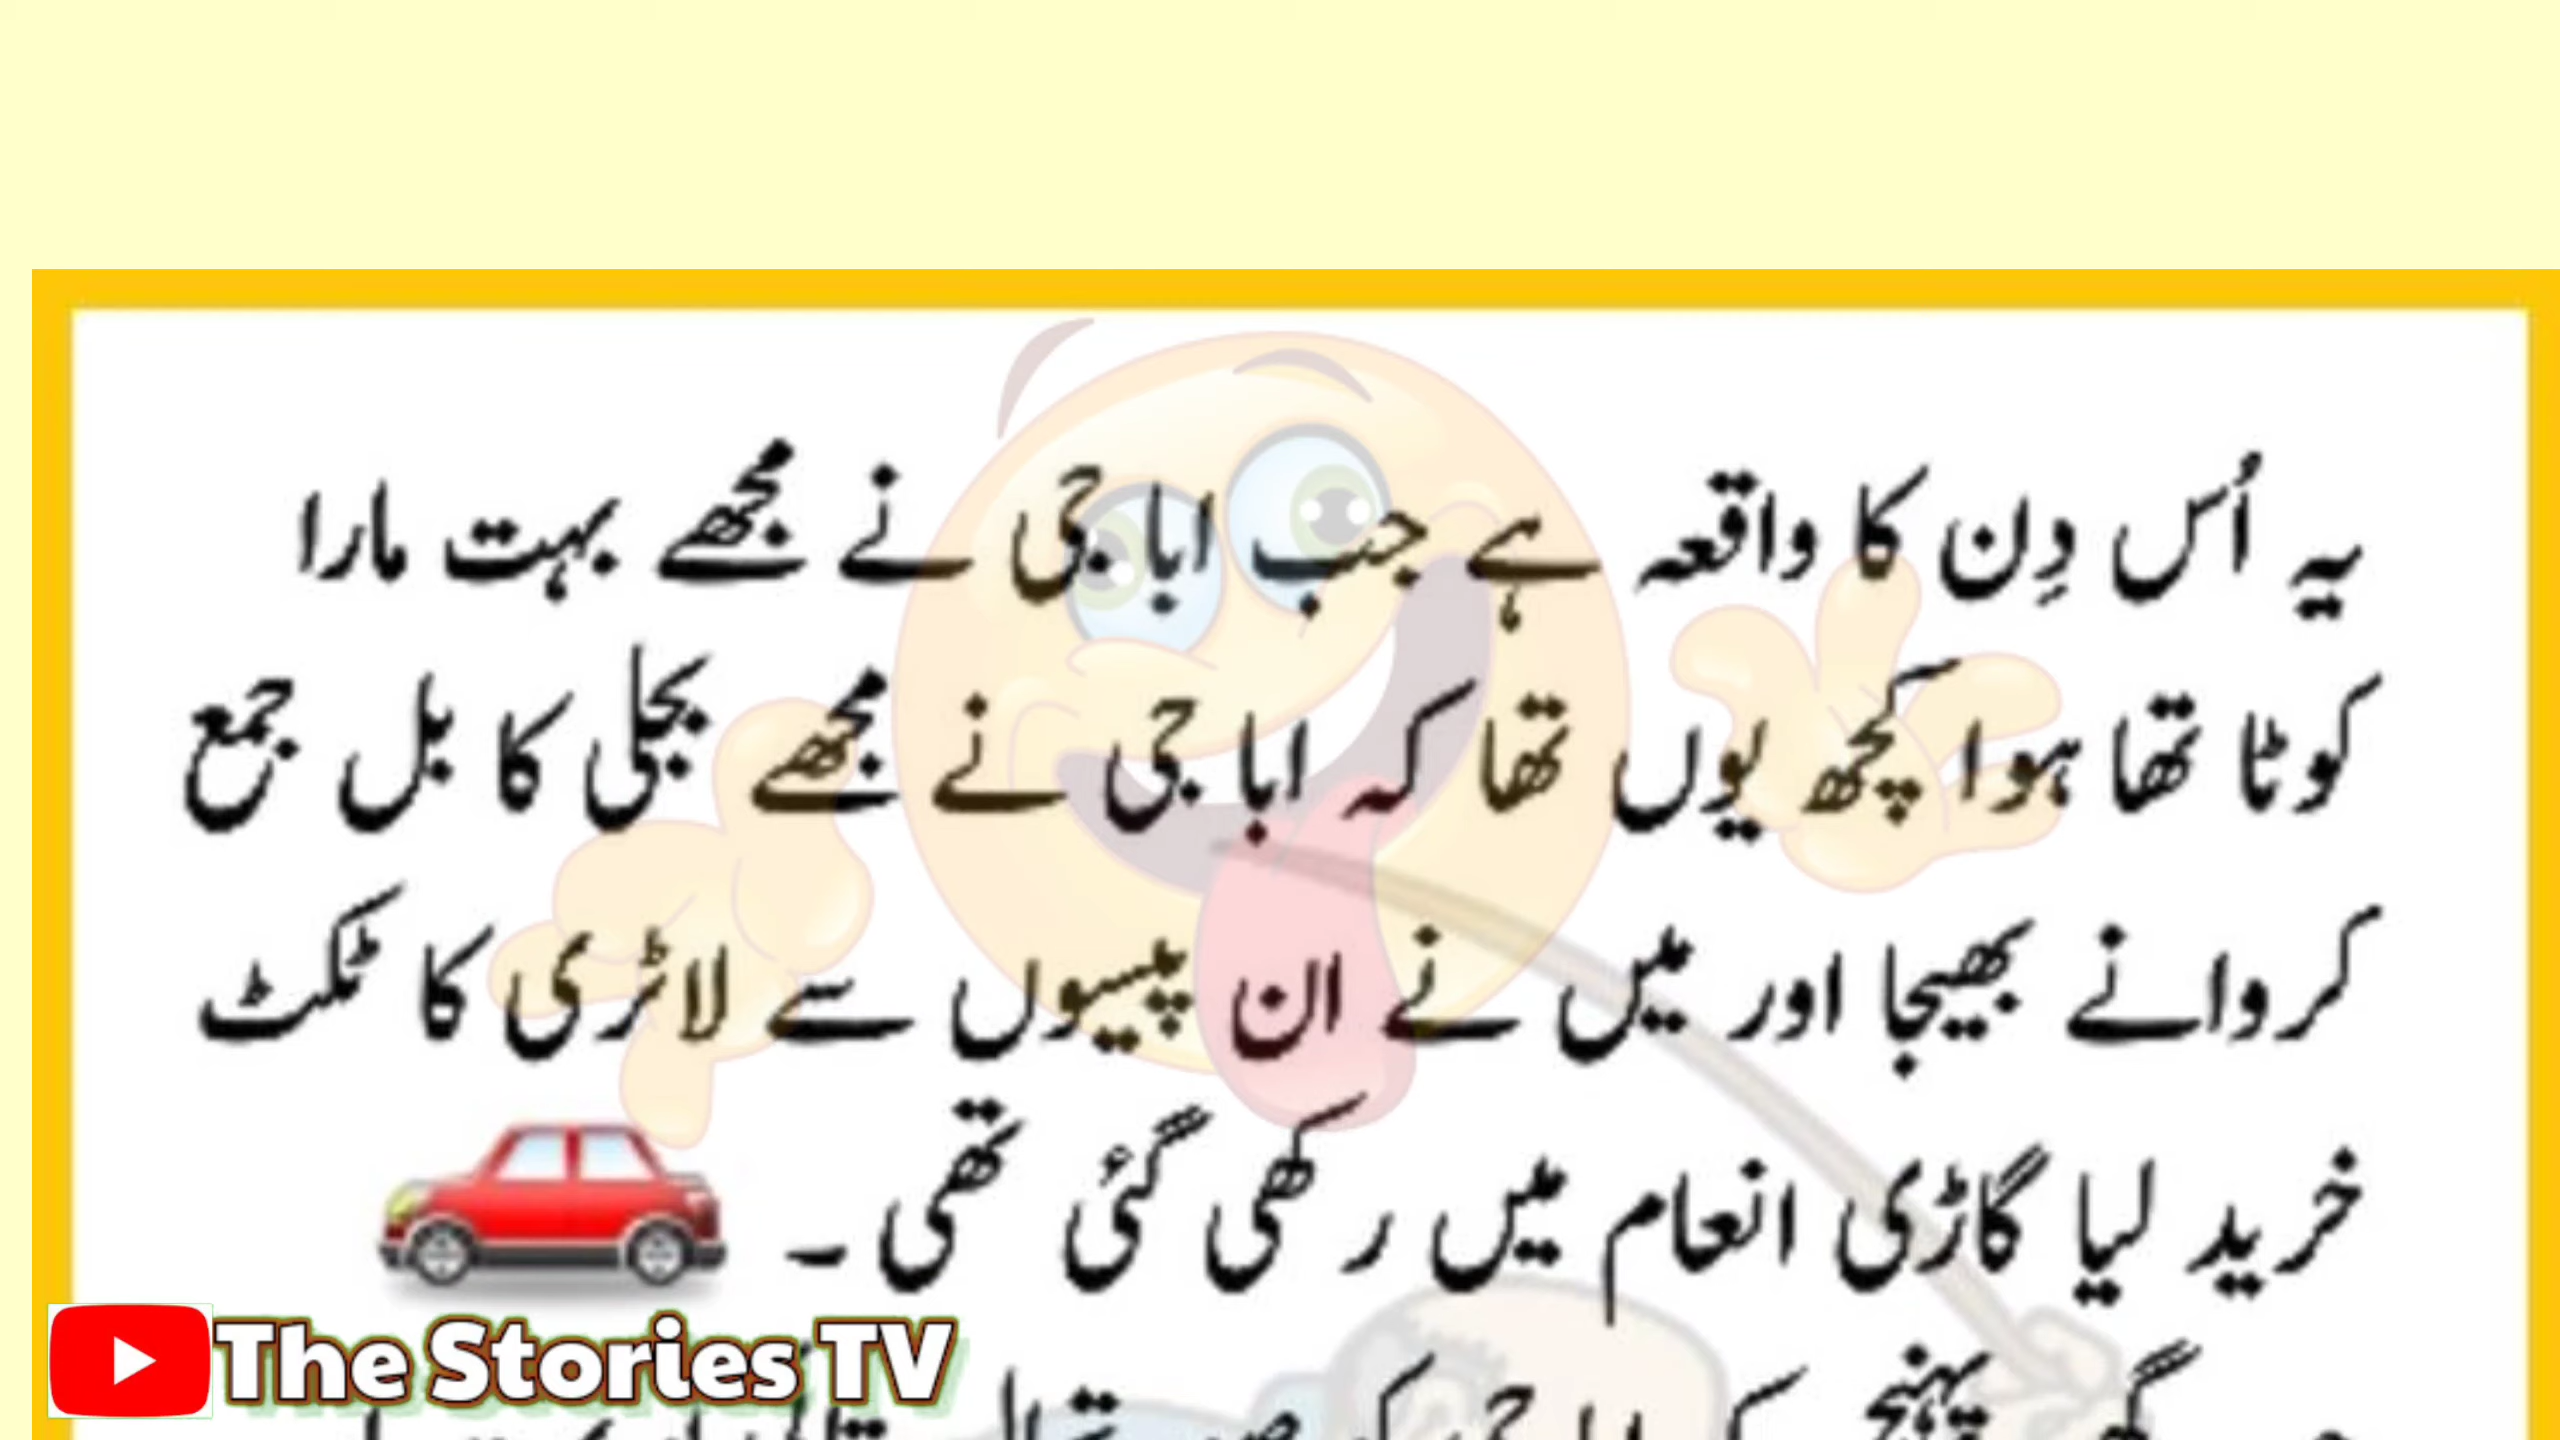 یہ اُس دِن کا واقعہ ہے جب ابا جی نے مجھے بہت مارا
کوٹا تھا ہوا کچھ یوں تھا کہ ابا جی نے مجھے بجلی کا بل جمع
کروانے بھیجا اور میں نے ان پیسوں سے لاٹری کا ٹکٹ
خرید لیا گاڑی انعام میں رکھی گئی تھی ۔
The Stories TV